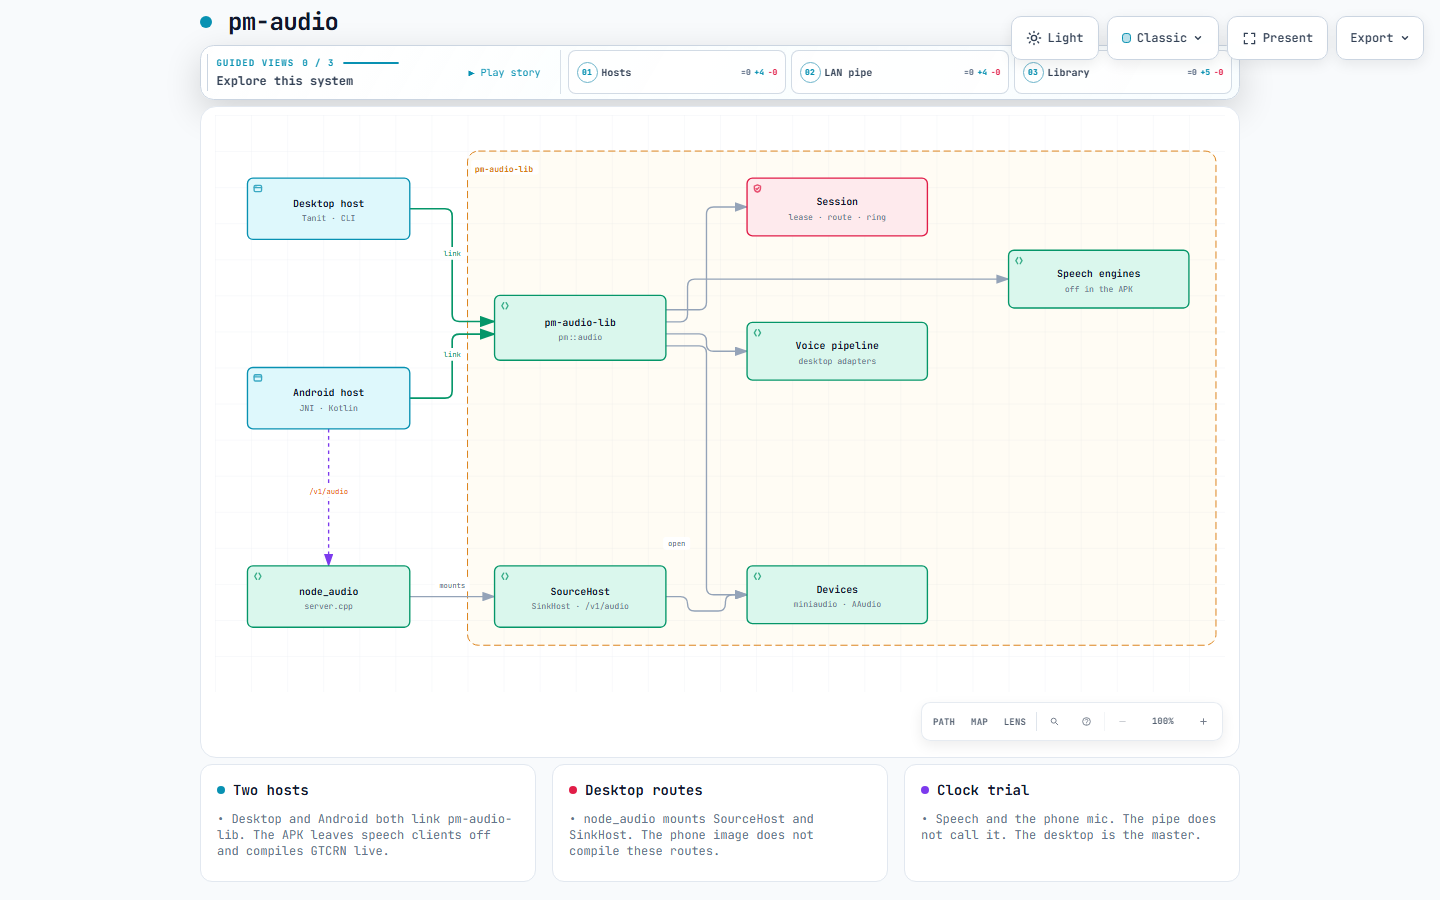 pm-audio
Light
Classic
Present
Export
GUIDED VIEWS 0 / 3
Explore this system
▶ Play story
01 Hosts =0 +4 -0
02 LAN pipe =0 +4 -0
03 Library =0 +5 -0
pm-audio-lib
Desktop host
Tanit · CLI
Session
lease · route · ring
link
Speech engines
off in the APK
pm-audio-lib
pm::audio
Voice pipeline
desktop adapters
link
Android host
JNI · Kotlin
/v1/audio
open
mounts
node_audio
server.cpp
SourceHost
SinkHost · /v1/audio
Devices
miniaudio · AAudio
PATH MAP LENS − 100% +
Two hosts
• Desktop and Android both link pm-audio-
lib. The APK leaves speech clients off
and compiles GTCRN live.
Desktop routes
• node_audio mounts SourceHost and
SinkHost. The phone image does not
compile these routes.
Clock trial
• Speech and the phone mic. The pipe does
not call it. The desktop is the master.